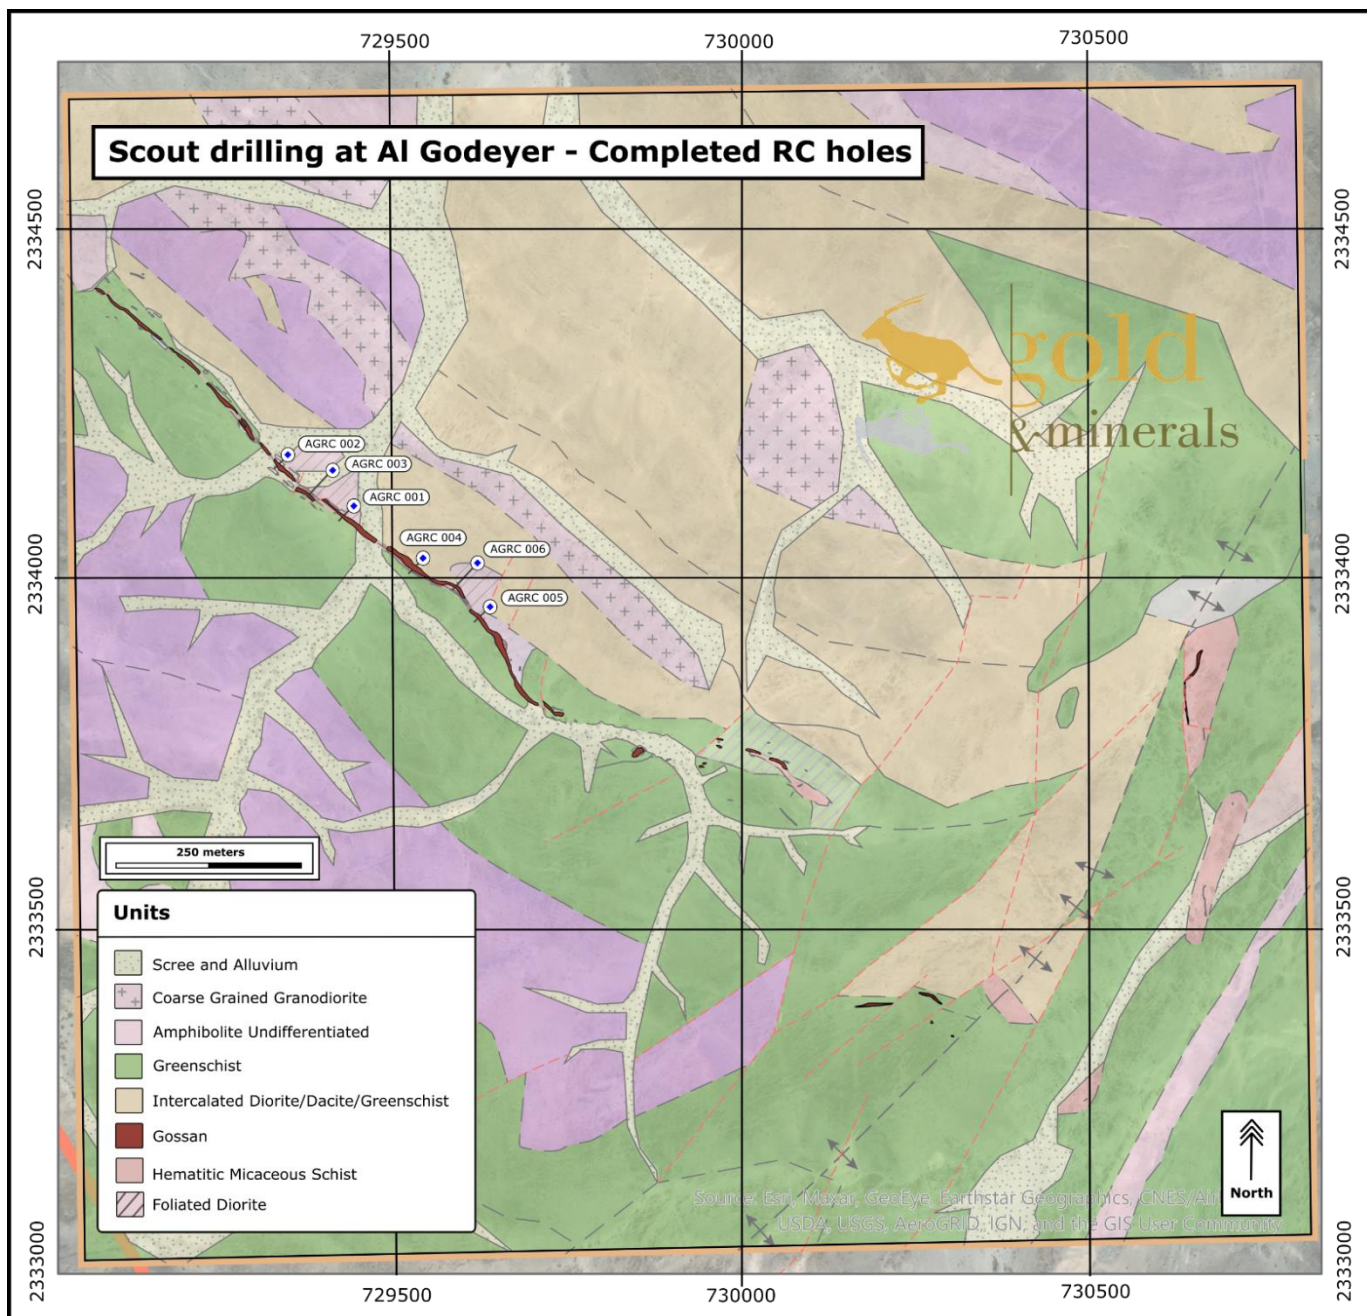 729500
730000
730500
Scout drilling at Al Godeyer - Completed RC holes
2334500
2334500
gold
&minerals
AGRC 002
AGRC 003
AGRC 001
AGRC 004
AGRC 006
AGRC 005
2334000
2333400
250 meters
Units
Scree and Alluvium
Coarse Grained Granodiorite
Amphibolite Undifferentiated
Greenschist
Intercalated Diorite/Dacite/Greenschist
Gossan
Hematitic Micaceous Schist
Foliated Diorite
2333500
2333500
North
Source: Esri, Maxar, GeoEye, Earthstar Geographics, CNES/Air
USDA, USGS, AeroGRID, IGN, and the GIS User Community
2333000
2333000
729500
730000
730500